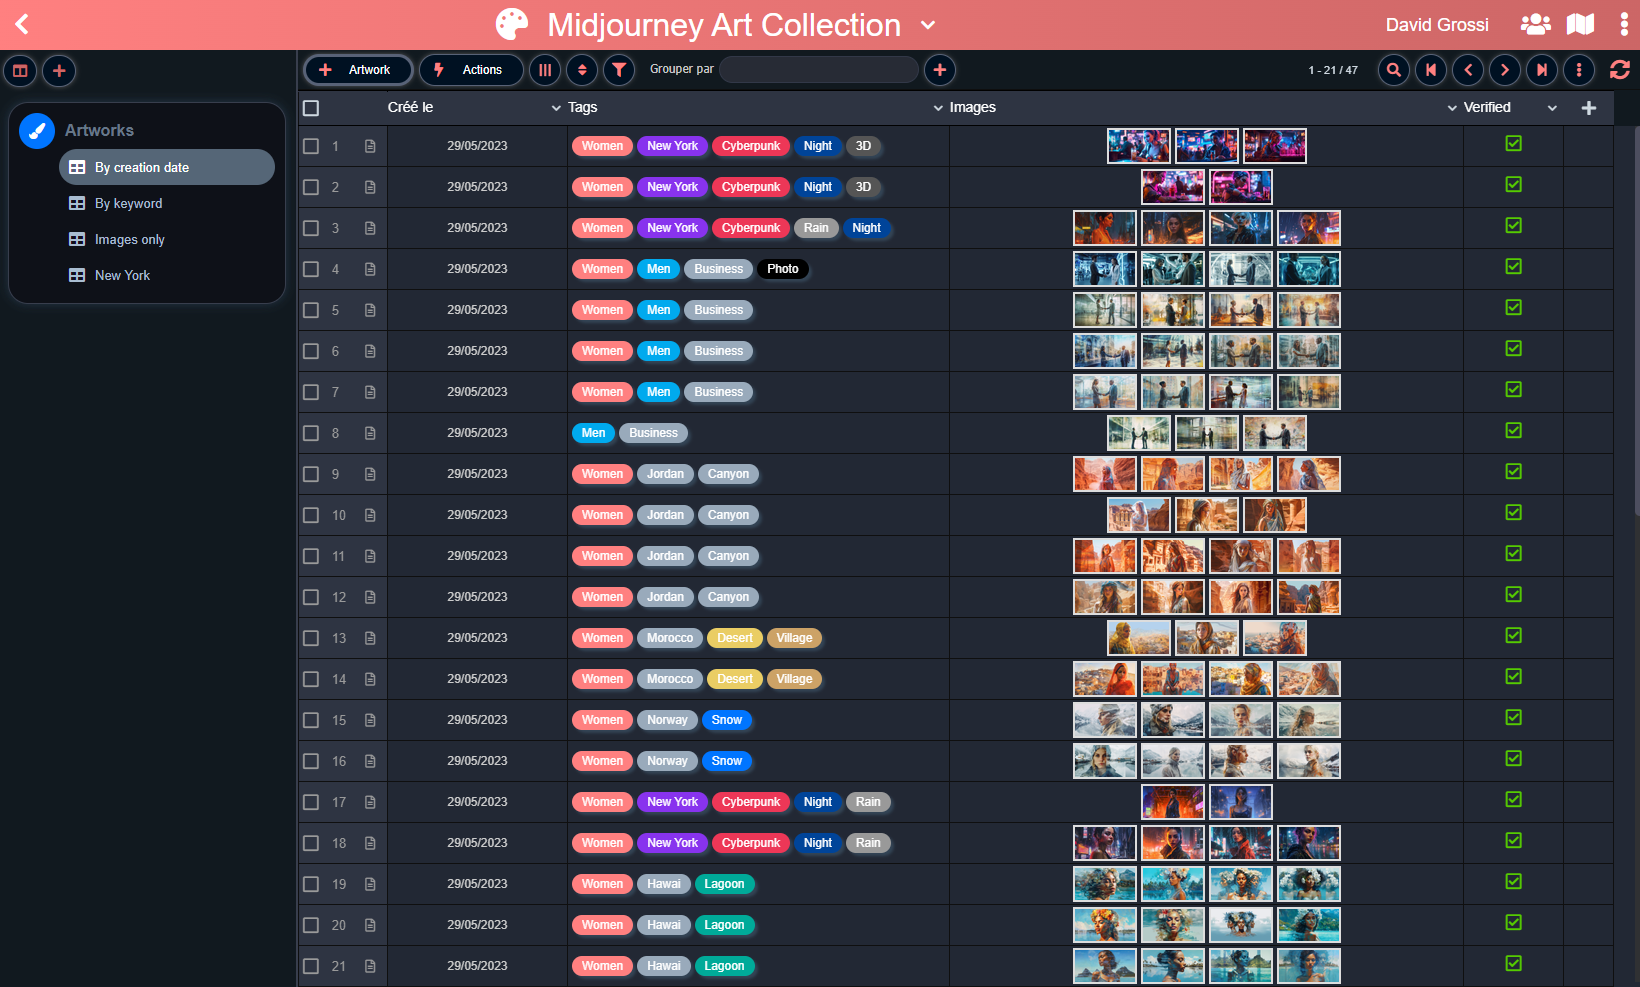 Midjourney Art Collection
David Grossi
Artwork
Actions
Grouper par
1 - 21 / 47
Artworks
By creation date
By keyword
Images only
New York
Créé le Tags Images Verified
1 29/05/2023 Women New York Cyberpunk Night 3D
2 29/05/2023 Women New York Cyberpunk Night 3D
3 29/05/2023 Women New York Cyberpunk Rain Night
4 29/05/2023 Women Men Business Photo
5 29/05/2023 Women Men Business
6 29/05/2023 Women Men Business
7 29/05/2023 Women Men Business
8 29/05/2023 Men Business
9 29/05/2023 Women Jordan Canyon
10 29/05/2023 Women Jordan Canyon
11 29/05/2023 Women Jordan Canyon
12 29/05/2023 Women Jordan Canyon
13 29/05/2023 Women Morocco Desert Village
14 29/05/2023 Women Morocco Desert Village
15 29/05/2023 Women Norway Snow
16 29/05/2023 Women Norway Snow
17 29/05/2023 Women New York Cyberpunk Night Rain
18 29/05/2023 Women New York Cyberpunk Night Rain
19 29/05/2023 Women Hawai Lagoon
20 29/05/2023 Women Hawai Lagoon
21 29/05/2023 Women Hawai Lagoon